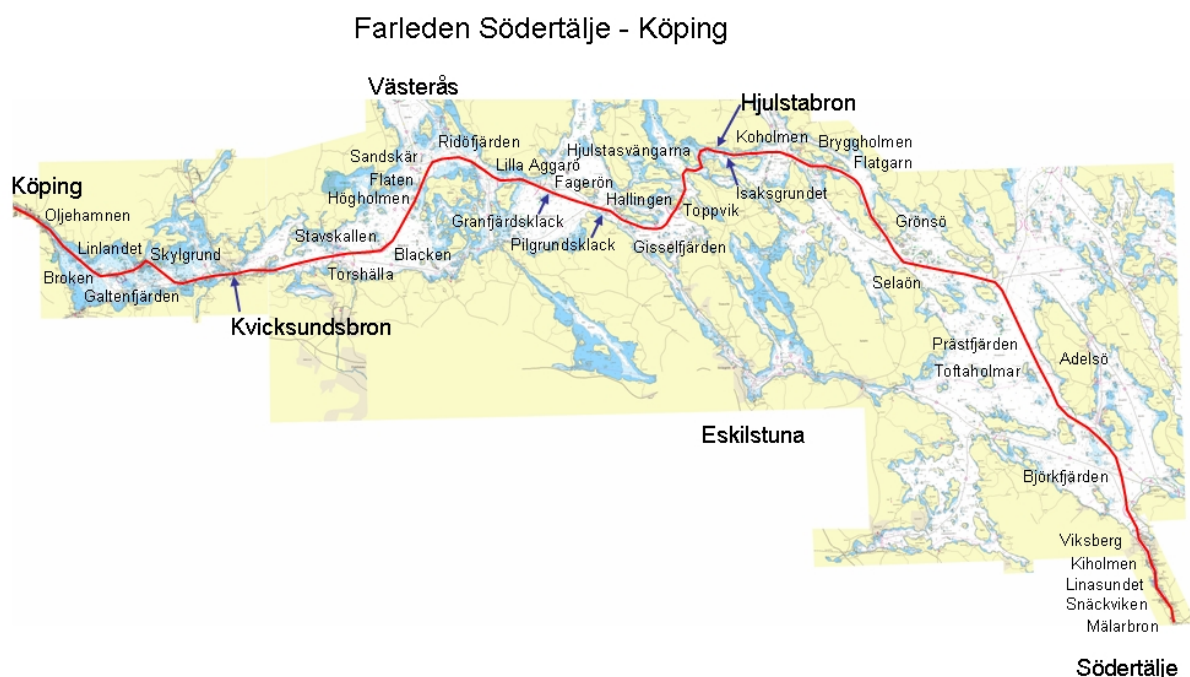 Farleden Södertälje - Köping
Västerås
Hjulstabron
Ridöfjärden
Koholmen
Bryggholmen
Sandskär
Lilla Aggarö
Hjulstasvängarna
Flatgarn
Köping
Flaten
Fagerön
Isaksgrundet
Högholmen
Hallingen
Oljehamnen
Granfjärdsklack
Toppvik
Grönsö
Linlandet
Skylgrund
Stavskallen
Blacken
Pilgrundsklack
Gisselfjärden
Broken
Torshälla
Selaön
Galtenfjärden
Kvicksundsbron
Prästfjärden
Adelsö
Toftaholmar
Eskilstuna
Björkfjärden
Viksberg
Kiholmen
Linasundet
Snäckviken
Mälarbron
Södertälje